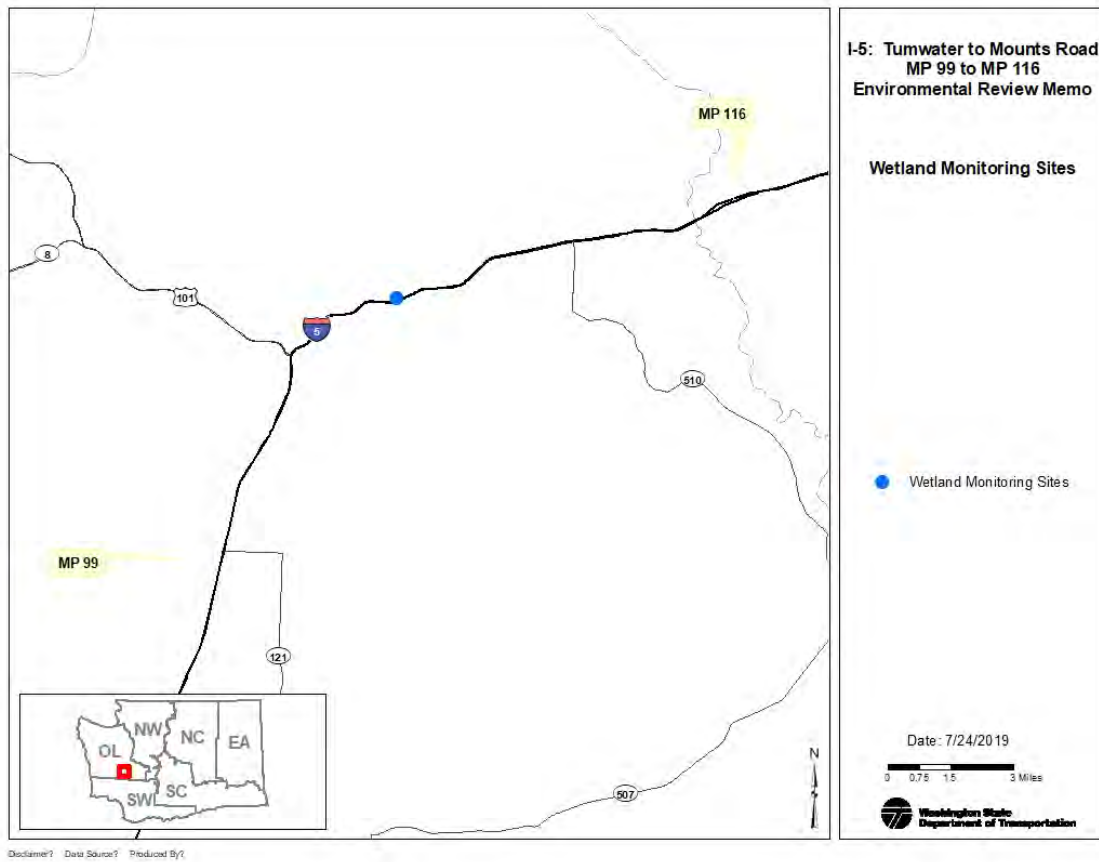 I-5: Tumwater to Mounts Road
MP 99 to MP 116
Environmental Review Memo
Wetland Monitoring Sites
MP 116
8
101
5
510
MP 99
121
507
Wetland Monitoring Sites
NW
NC
EA
OL
SC
SW
N
Date: 7/24/2019
0 0.75 1.5 3 Miles
Washington State
Department of Transportation
Disclaimer? Data Source? Produced By?